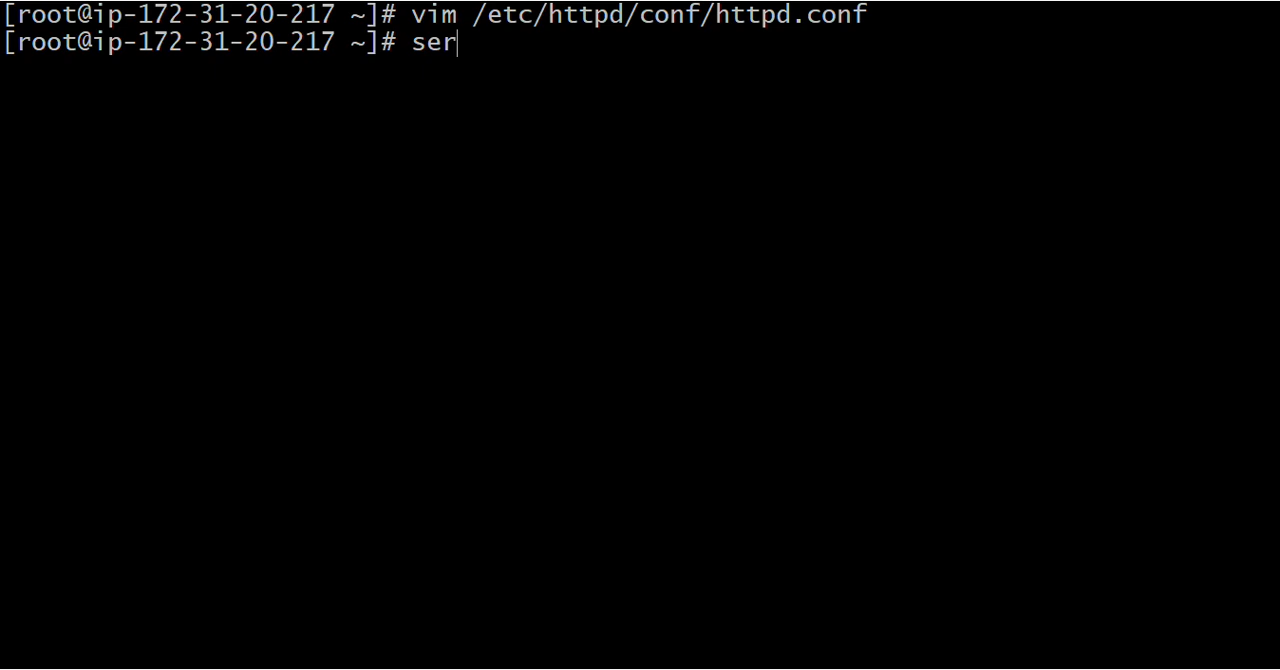 [root@ip-172-31-20-217 ~]# vim /etc/httpd/conf/httpd.conf
[root@ip-172-31-20-217 ~]# ser